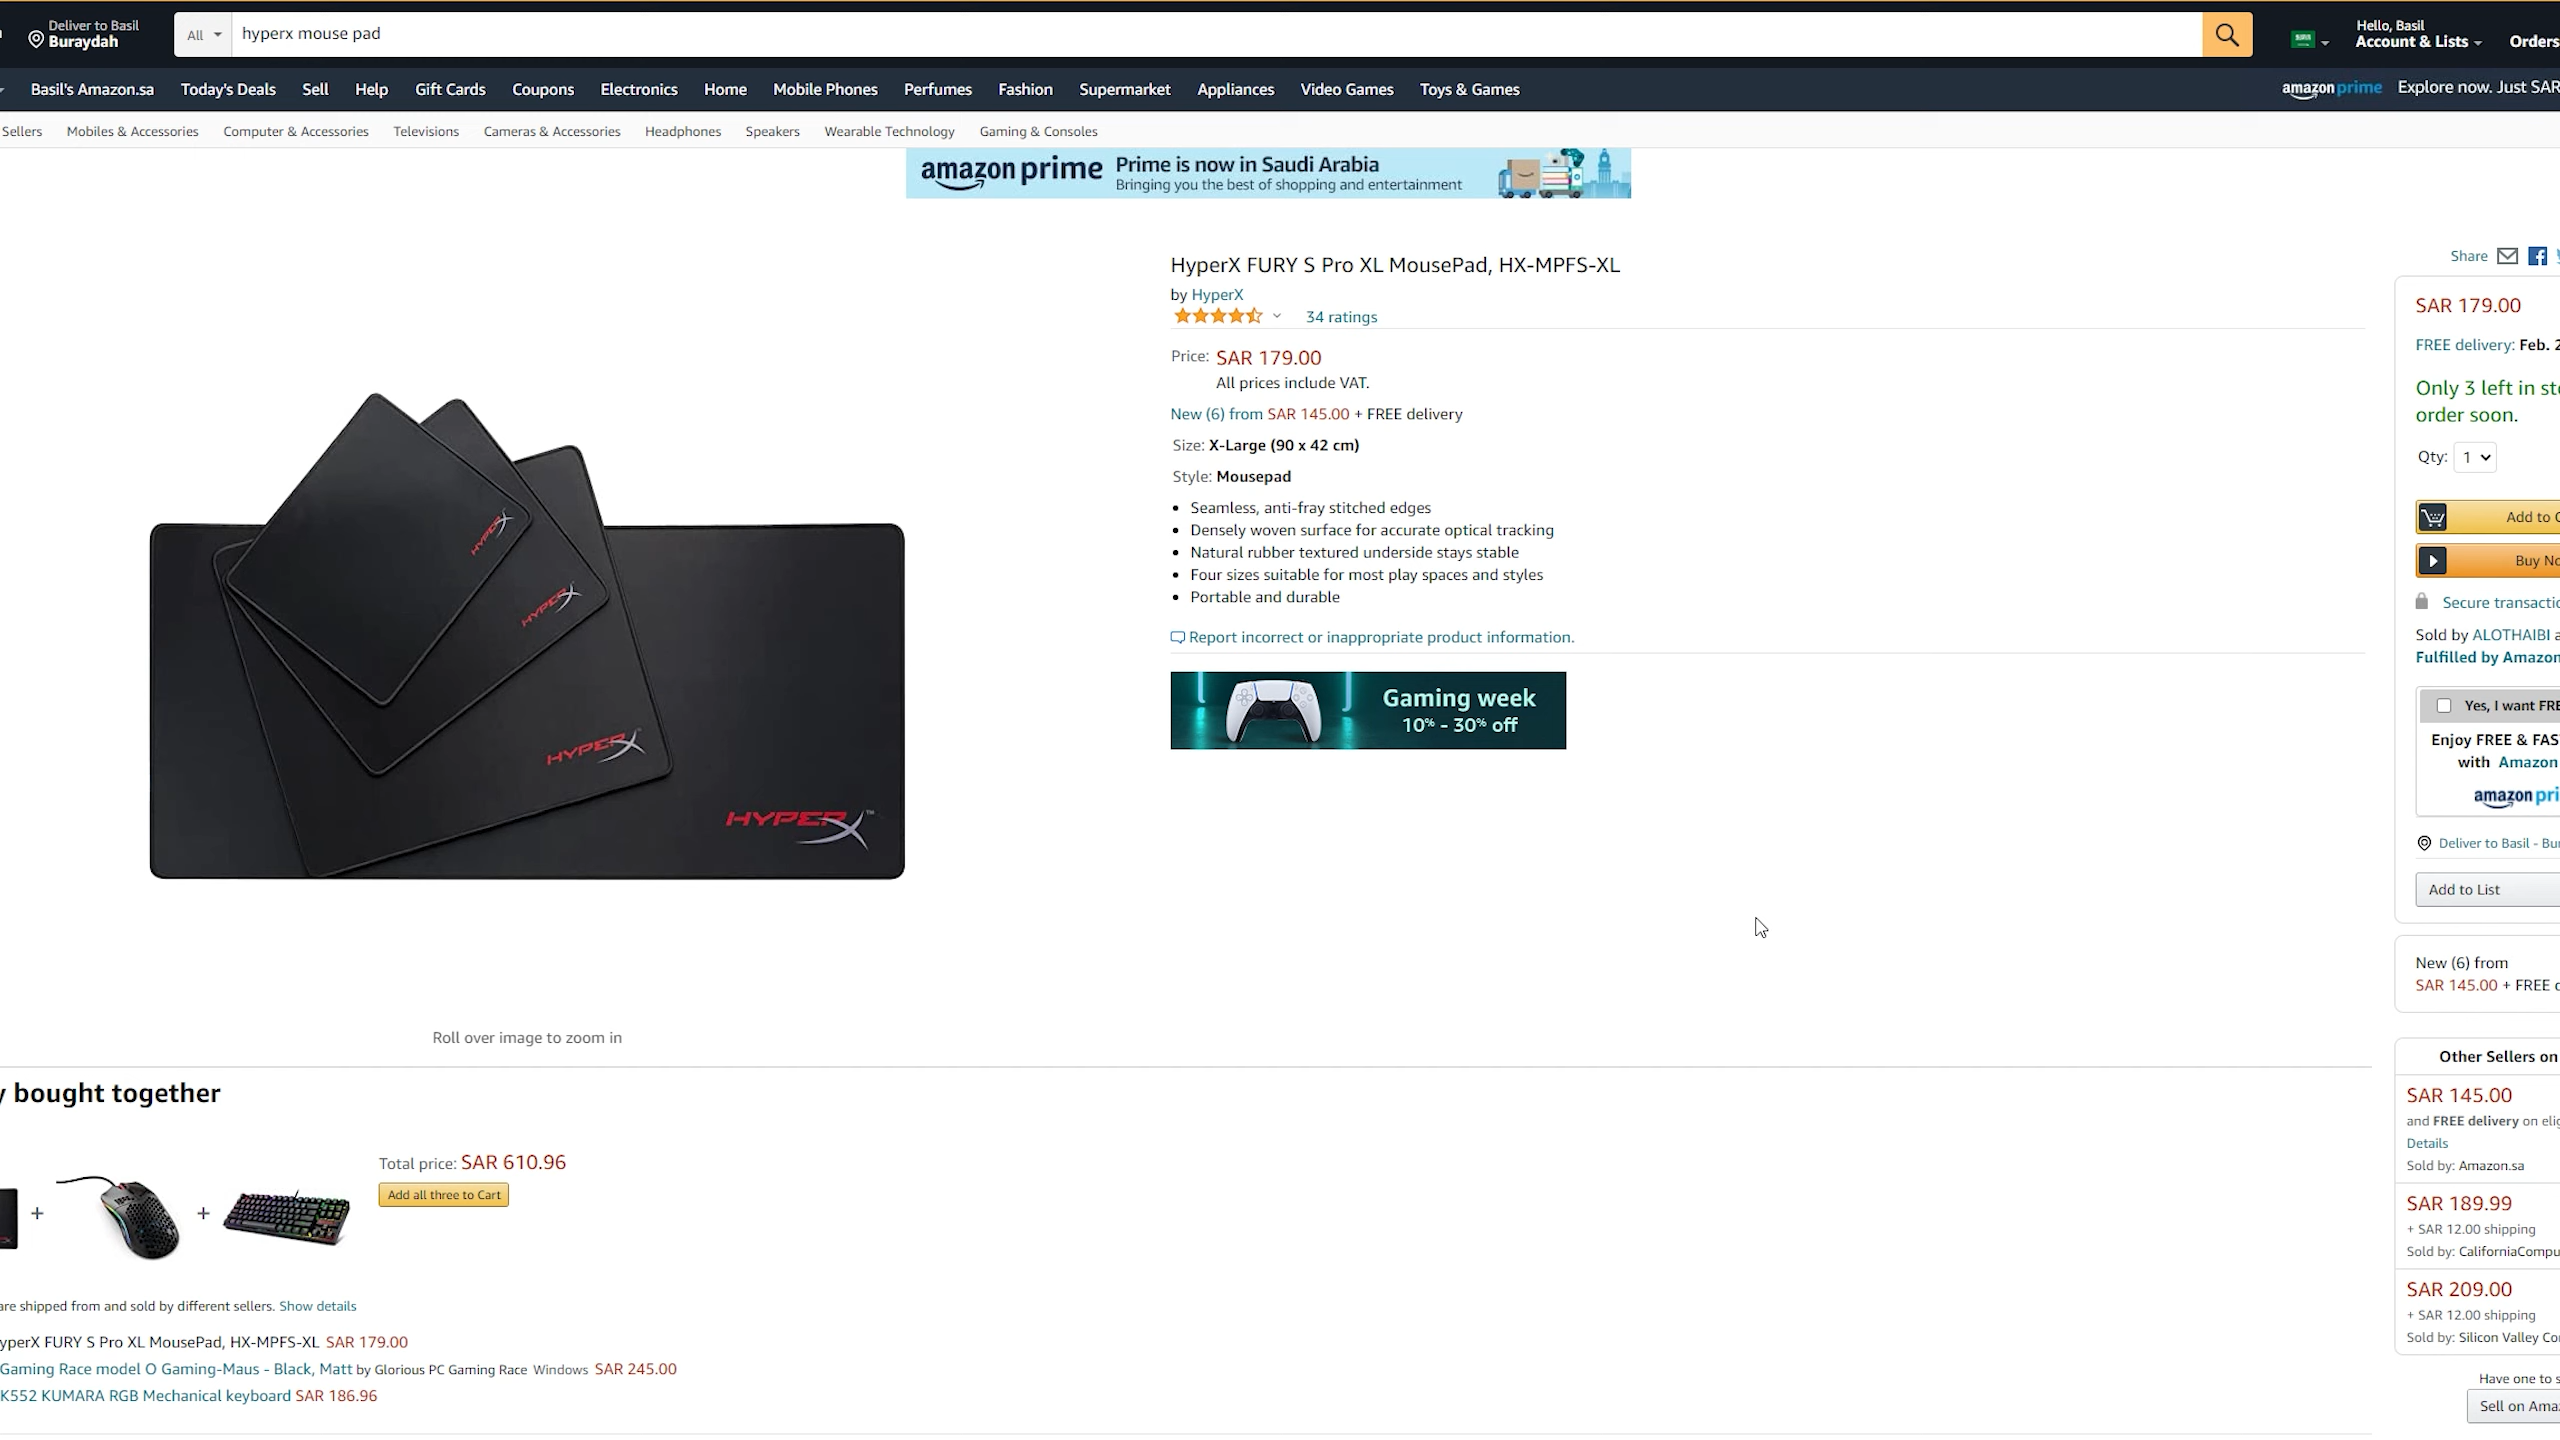 Deliver to Basil
Buraydah
All
hyperx mouse pad
Hello, Basil
Account & Lists
Orders
Basil's Amazon.sa Today's Deals Sell Help Gift Cards Coupons Electronics Home Mobile Phones Perfumes Fashion Supermarket Appliances Video Games Toys & Games
amazon prime Explore now. Just SAR
Sellers Mobiles & Accessories Computer & Accessories Televisions Cameras & Accessories Headphones Speakers Wearable Technology Gaming & Consoles
amazon prime Prime is now in Saudi Arabia
Bringing you the best of shopping and entertainment
HYPERX
HYPERX
HYPERX
HYPERX™
Roll over image to zoom in
HyperX FURY S Pro XL MousePad, HX-MPFS-XL
by HyperX
34 ratings
Price: SAR 179.00
All prices include VAT.
New (6) from SAR 145.00 + FREE delivery
Size: X-Large (90 x 42 cm)
Style: Mousepad
• Seamless, anti-fray stitched edges
• Densely woven surface for accurate optical tracking
• Natural rubber textured underside stays stable
• Four sizes suitable for most play spaces and styles
• Portable and durable
Report incorrect or inappropriate product information.
Gaming week
10% - 30% off
Share
SAR 179.00
FREE delivery: Feb. 2
Only 3 left in st
order soon.
Qty: 1
Add to C
Buy No
Secure transactio
Sold by ALOTHAIBI a
Fulfilled by Amazon
Yes, I want FRE
Enjoy FREE & FAS
with Amazon
amazon pri
Deliver to Basil - Bu
Add to List
New (6) from
SAR 145.00 + FREE d
Other Sellers on
SAR 145.00
and FREE delivery on elig
Details
Sold by: Amazon.sa
SAR 189.99
+ SAR 12.00 shipping
Sold by: CaliforniaCompu
SAR 209.00
+ SAR 12.00 shipping
Sold by: Silicon Valley Co
Have one to s
Sell on Ama
y bought together
+ +
Total price: SAR 610.96
Add all three to Cart
are shipped from and sold by different sellers. Show details
yperX FURY S Pro XL MousePad, HX-MPFS-XL SAR 179.00
Gaming Race model O Gaming-Maus - Black, Matt by Glorious PC Gaming Race Windows SAR 245.00
K552 KUMARA RGB Mechanical keyboard SAR 186.96